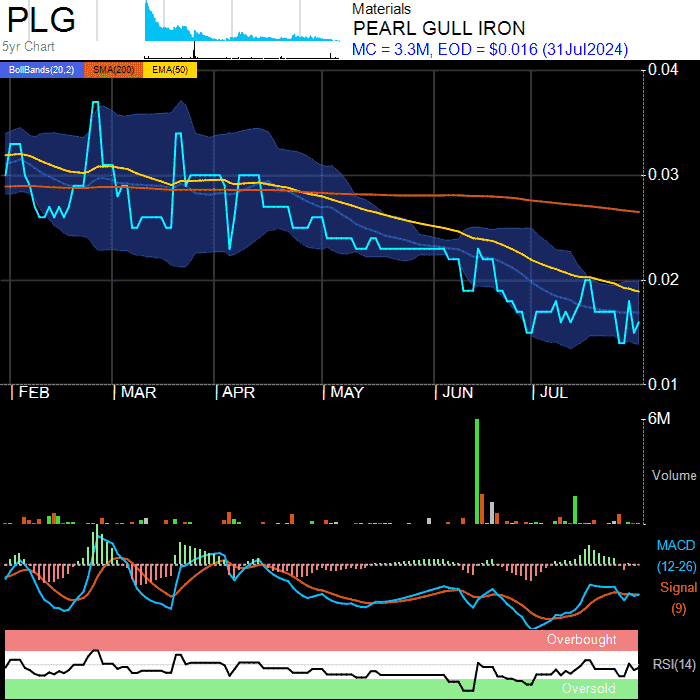 PLG
5yr Chart
Materials
PEARL GULL IRON
MC = 3.3M, EOD = $0.016 (31Jul2024)
BollBands(20,2) SMA(200) EMA(50)
0.04
0.03
0.02
0.01
FEB MAR APR MAY JUN JUL
6M
Volume
MACD
(12-26)
Signal
(9)
Overbought
RSI(14)
Oversold